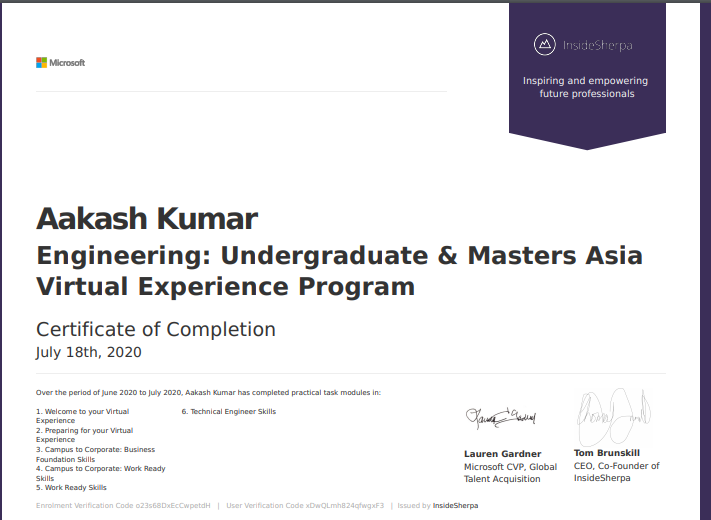 Microsoft
InsideSherpa
Inspiring and empowering
future professionals
Aakash Kumar
Engineering: Undergraduate & Masters Asia
Virtual Experience Program
Certificate of Completion
July 18th, 2020
Over the period of June 2020 to July 2020, Aakash Kumar has completed practical task modules in:
1. Welcome to your Virtual
Experience
2. Preparing for your Virtual
Experience
3. Campus to Corporate: Business
Foundation Skills
4. Campus to Corporate: Work Ready
Skills
5. Work Ready Skills
6. Technical Engineer Skills
Lauren Gardner
Microsoft CVP, Global
Talent Acquisition
Tom Brunskill
CEO, Co-Founder of
InsideSherpa
Enrolment Verification Code o23s68DxEcCwpetdH | User Verification Code xDwQLmh824qfwgxF3 | Issued by InsideSherpa